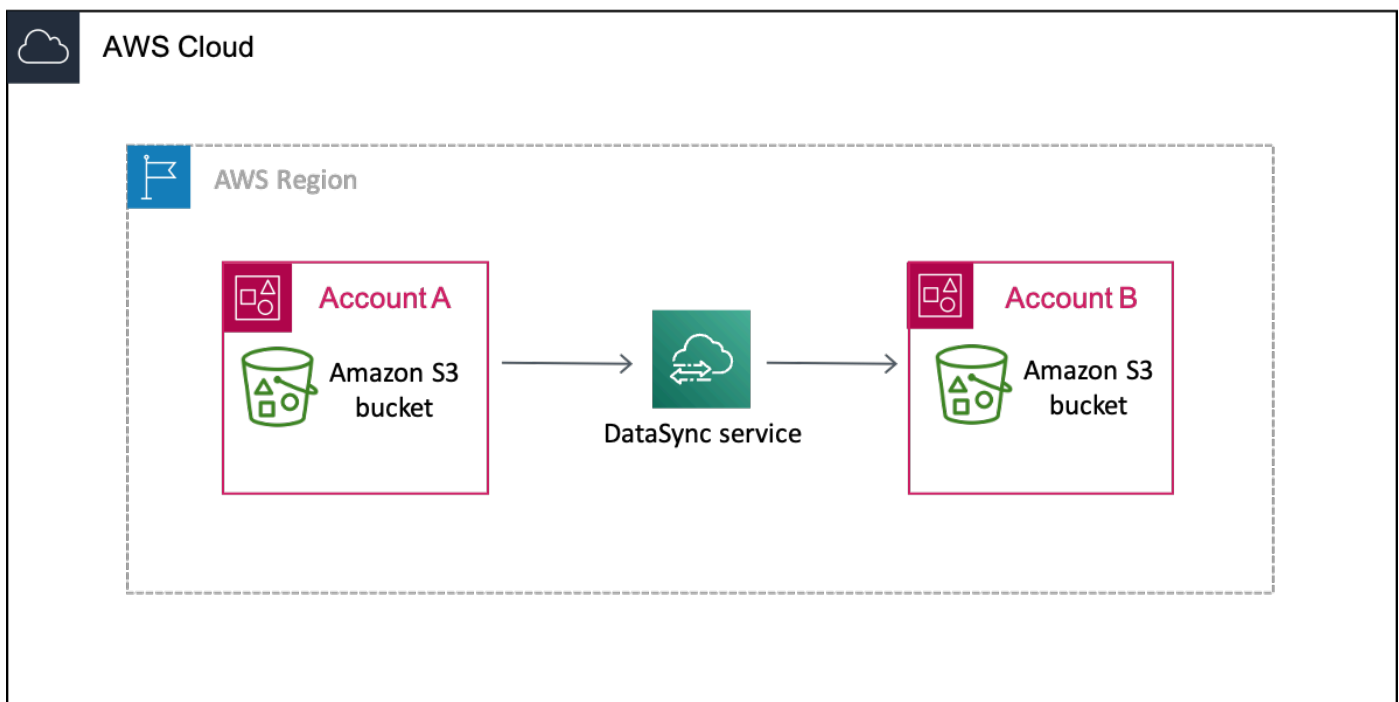 AWS Cloud
AWS Region
Account A
Amazon S3
bucket
DataSync service
Account B
Amazon S3
bucket